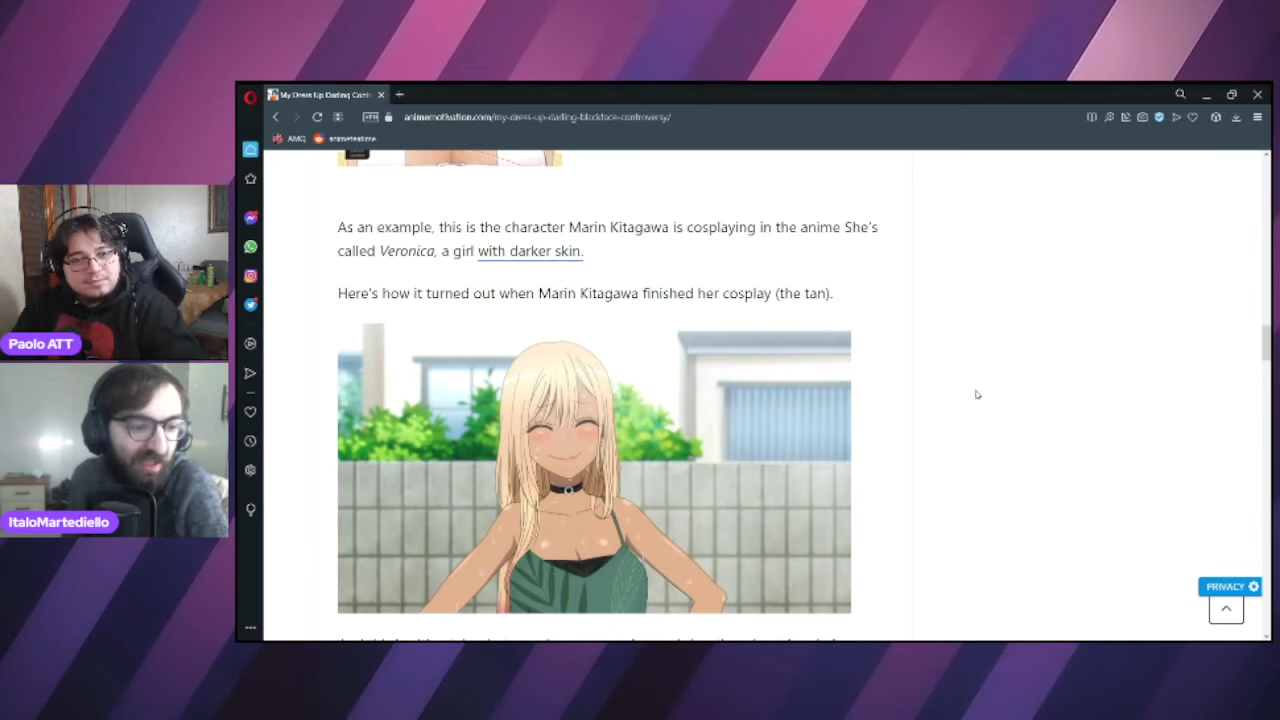 My Dress Up Darling Contr
animemotivation.com/my-dress-up-darling-blackface-controversy/
AMQ
animeteatime
As an example, this is the character Marin Kitagawa is cosplaying in the anime She's
called Veronica, a girl with darker skin.
Here's how it turned out when Marin Kitagawa finished her cosplay (the tan).
Paolo ATT
ItaloMartediello
PRIVACY